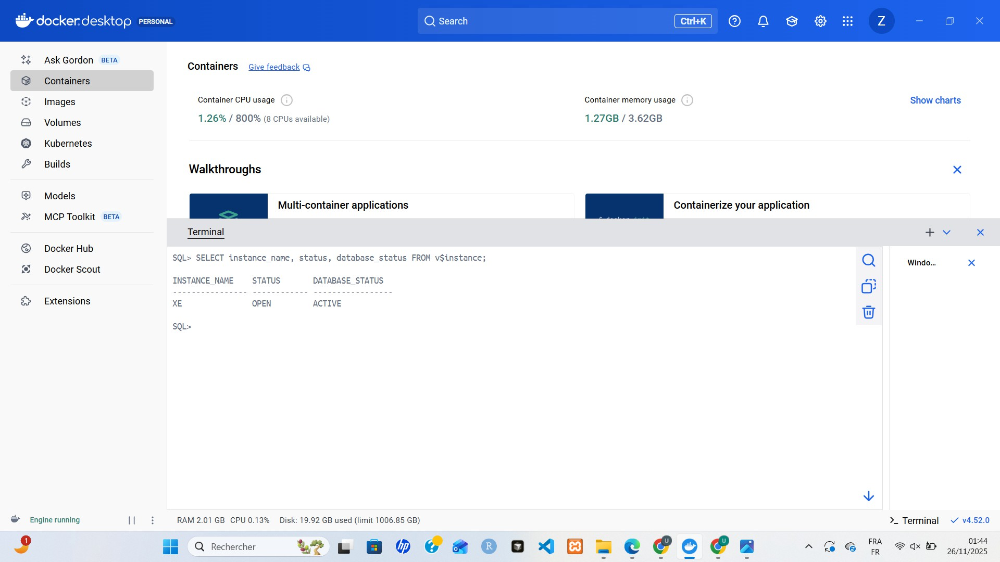 docker.desktop PERSONAL
Search
Ctrl+K
Z
Ask Gordon BETA
Containers
Images
Volumes
Kubernetes
Builds
Models
MCP Toolkit BETA
Docker Hub
Docker Scout
Extensions
Containers Give feedback
Container CPU usage
1.26% / 800% (8 CPUs available)
Container memory usage
1.27GB / 3.62GB
Show charts
Walkthroughs
Multi-container applications
Containerize your application
Terminal
SQL> SELECT instance_name, status, database_status FROM v$instance;
INSTANCE_NAME STATUS DATABASE_STATUS
---------------- ------------ -----------------
XE OPEN ACTIVE
SQL>
Windo...
Engine running
RAM 2.01 GB CPU 0.13% Disk: 19.92 GB used (limit 1006.85 GB)
Terminal
v4.52.0
1
Rechercher
hp
R
U
U
FRA
FR
01:44
26/11/2025